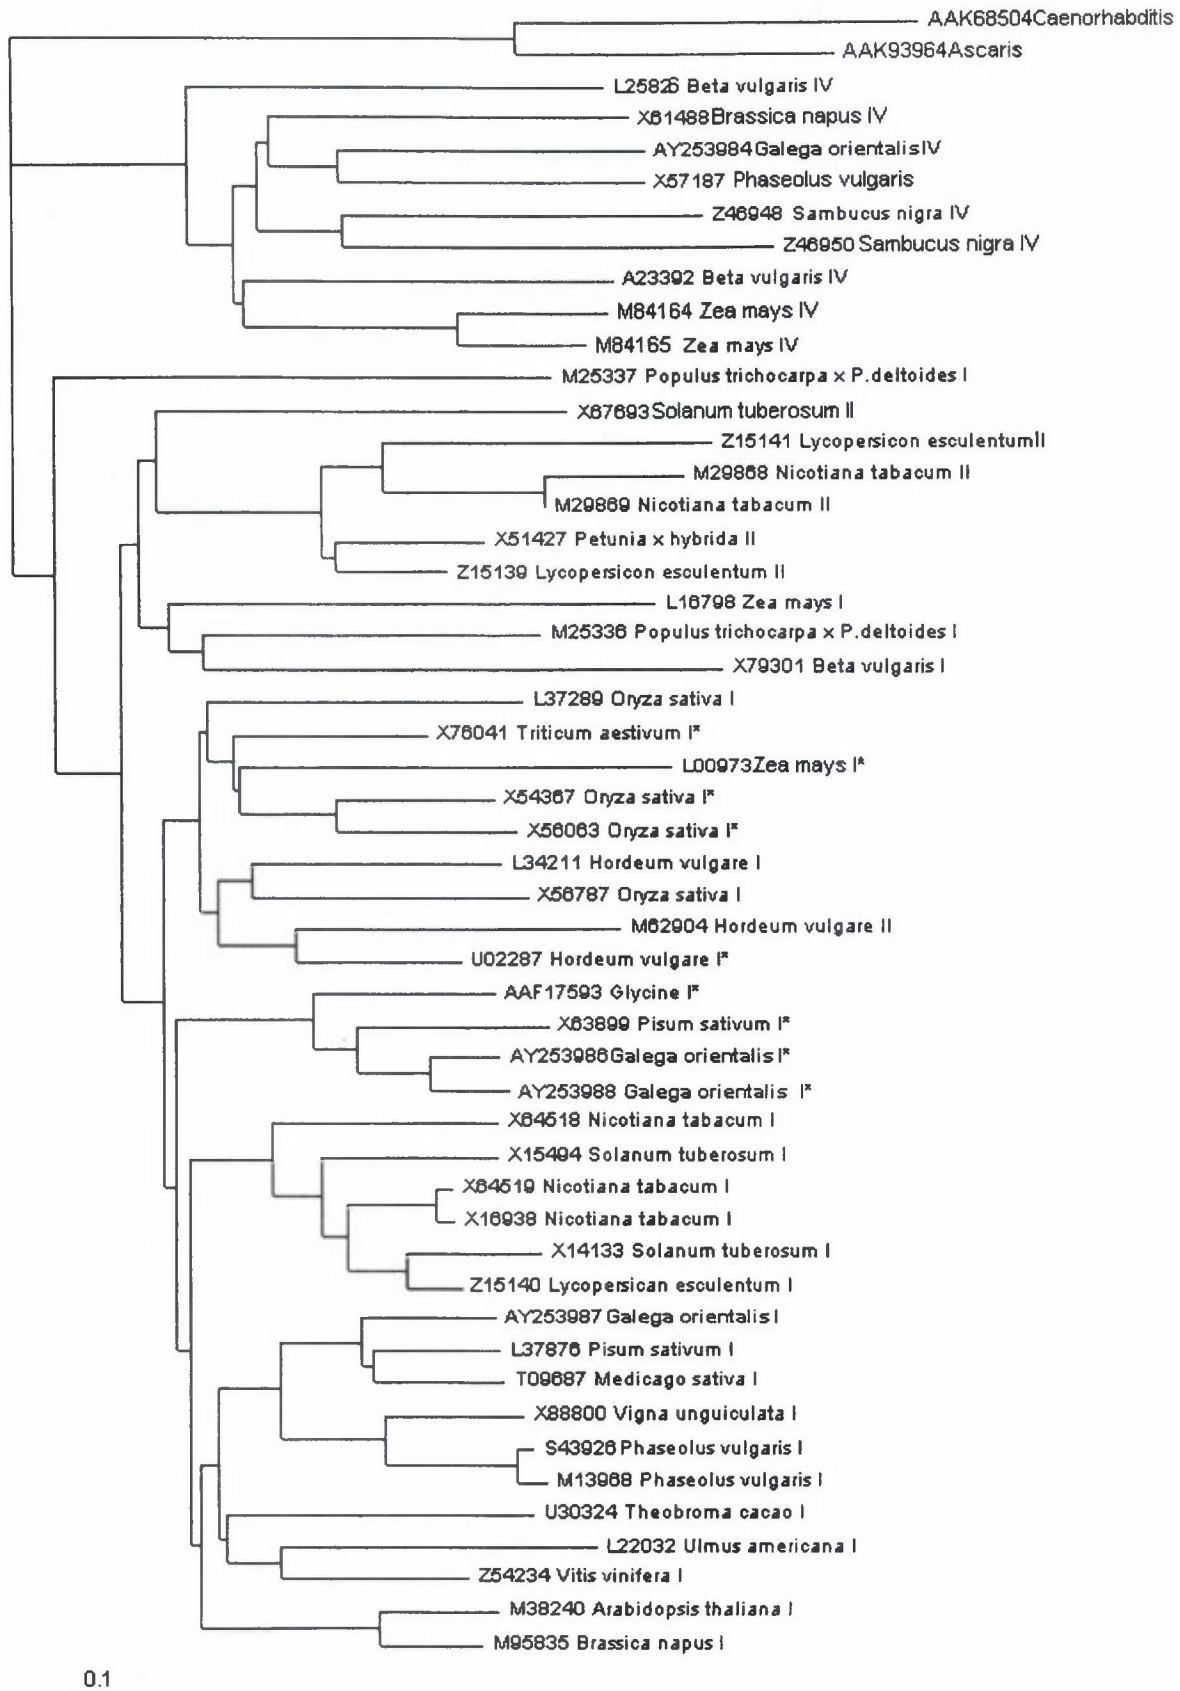 AAK68504Caenorhabditis
AAK93964Ascaris
L25826 Beta vulgaris IV
X61488Brassica napus IV
AY253984Galega orientalisIV
X57187 Phaseolus vulgaris
Z46948 Sambucus nigra IV
Z46950 Sambucus nigra IV
A23392 Beta vulgaris IV
M84164 Zea mays IV
M84165 Zea mays IV
M25337 Populus trichocarpa x P.deltoides I
X67693Solanum tuberosum II
Z15141 Lycopersicon esculentumII
M29868 Nicotiana tabacum II
M29869 Nicotiana tabacum II
X51427 Petunia x hybrida II
Z15139 Lycopersicon esculentum II
L16798 Zea mays I
M25336 Populus trichocarpa x P.deltoides I
X79301 Beta vulgaris I
L37289 Oryza sativa I
X76041 Triticum aestivum I*
L00973Zea mays I*
X54367 Oryza sativa I*
X56063 Oryza sativa I*
L34211 Hordeum vulgare I
X56787 Oryza sativa I
M62904 Hordeum vulgare II
U02287 Hordeum vulgare I*
AAF17593 Glycine I*
X63899 Pisum sativum I*
AY253986Galega orientalis I*
AY253988 Galega orientalis I*
X64518 Nicotiana tabacum I
X15494 Solanum tuberosum I
X64519 Nicotiana tabacum I
X16938 Nicotiana tabacum I
X14133 Solanum tuberosum I
Z15140 Lycopersican esculentum I
AY253987Galega orientalis I
L37876 Pisum sativum I
T09687 Medicago sativa I
X88800 Vigna unguiculata I
S43926 Phaseolus vulgaris I
M13968 Phaseolus vulgaris I
U30324 Theobroma cacao I
L22032 Ulmus americana I
Z54234 Vitis vinifera I
M38240 Arabidopsis thaliana I
M95835 Brassica napus I
0.1